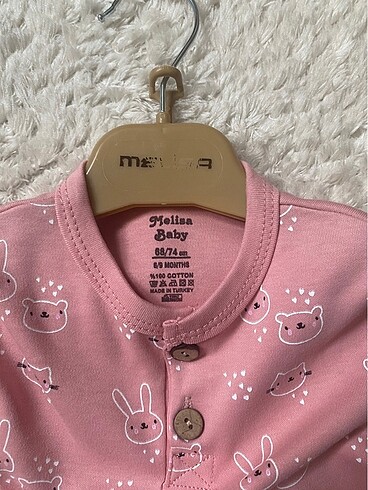 Melisa
Baby
68/74 cm
6/9 MONTHS
%100 COTTON
MADE IN TURKEY